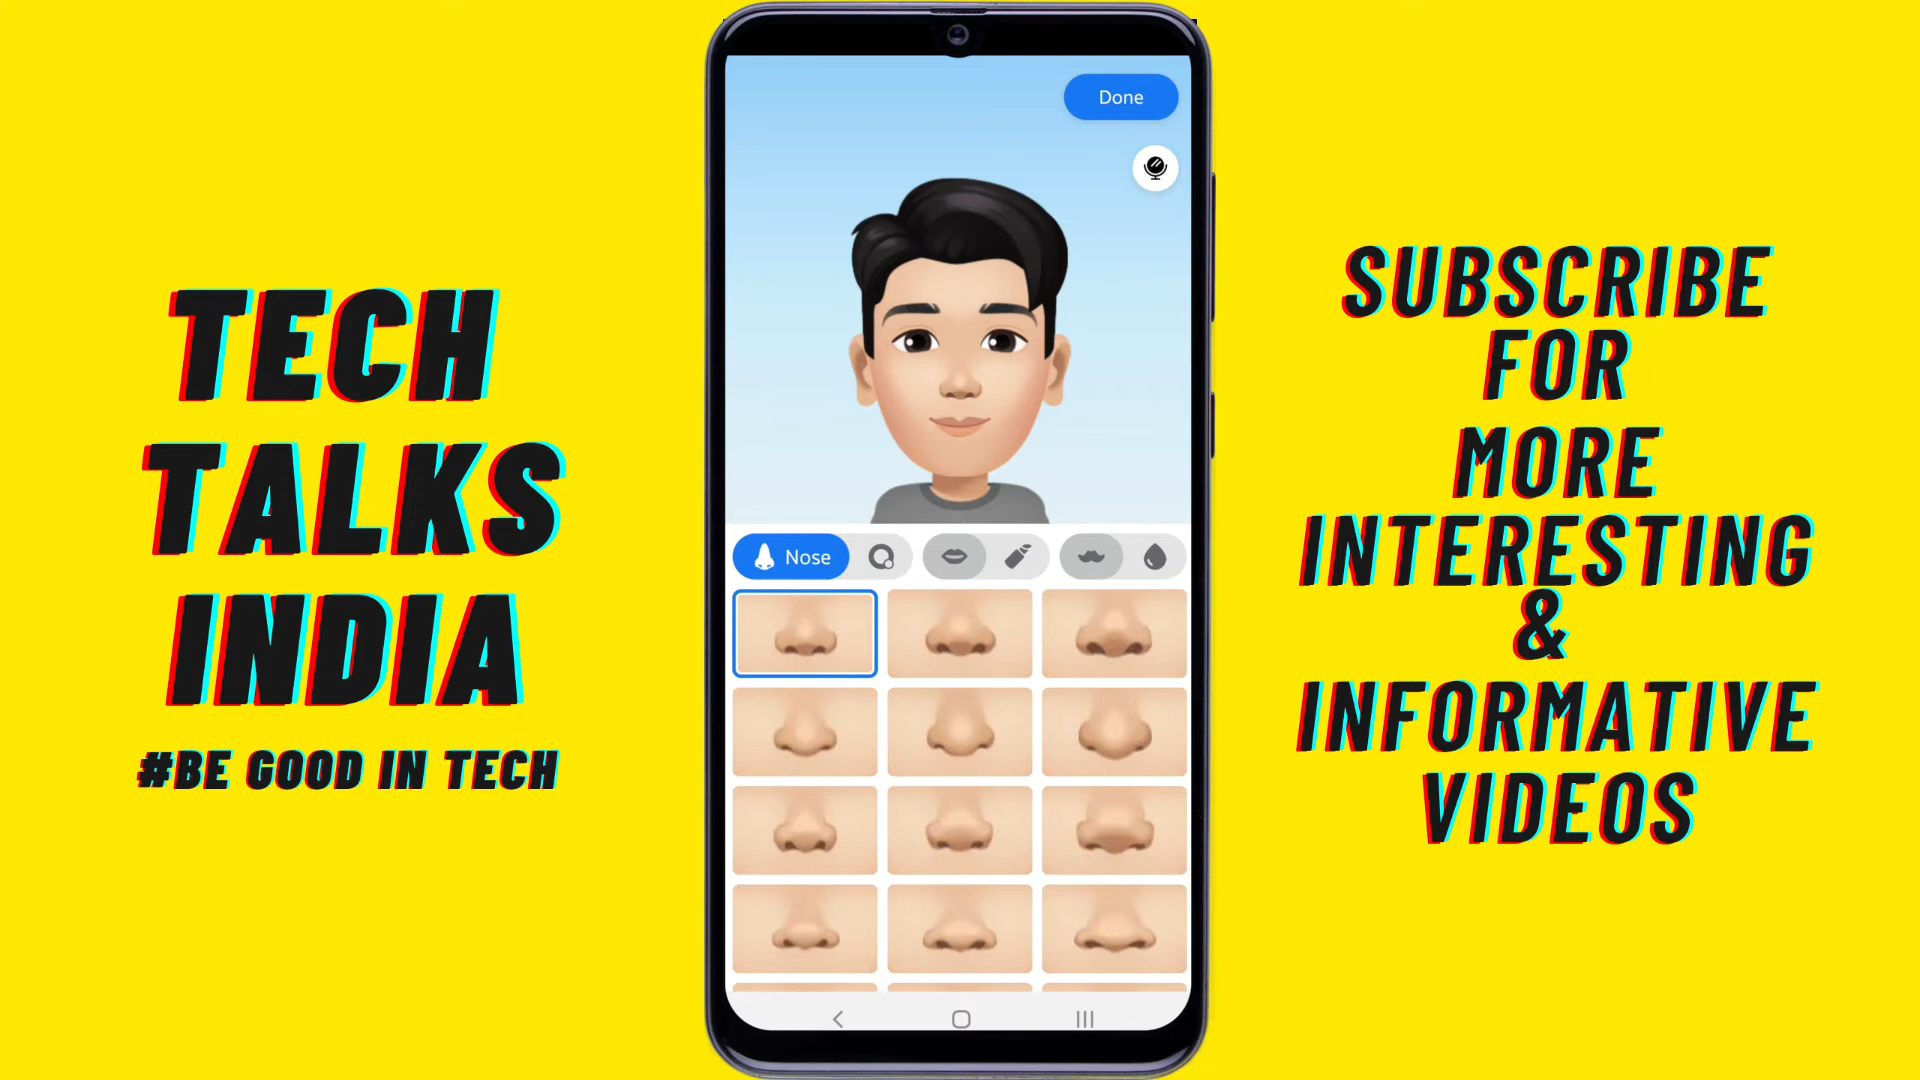 TECH
TALKS
INDIA
#BE GOOD IN TECH
Done
Nose
SUBSCRIBE
FOR
MORE
INTERESTING
&
INFORMATIVE
VIDEOS